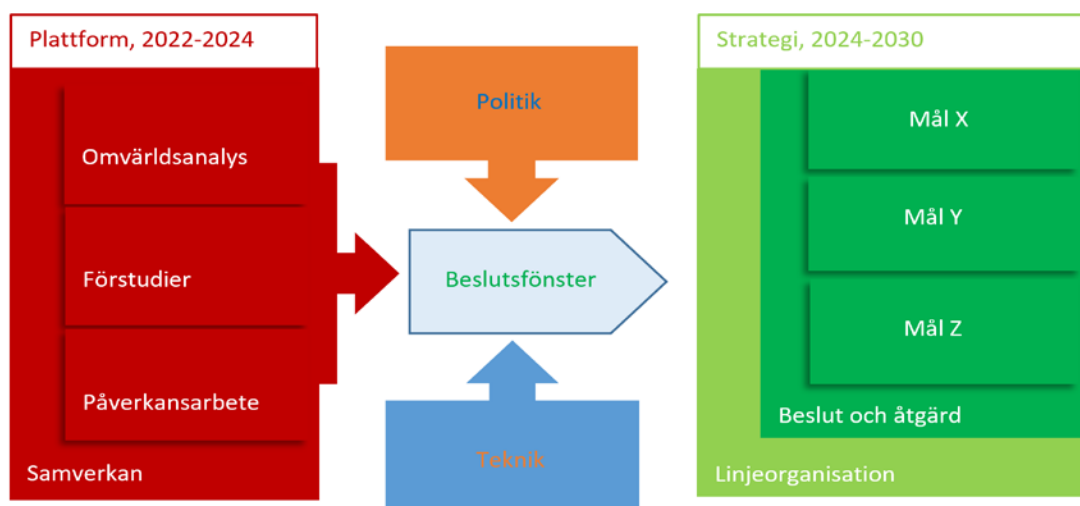 Plattform, 2022-2024
Omvärldsanalys
Förstudier
Påverkansarbete
Samverkan
Politik
Beslutsfönster
Teknik
Strategi, 2024-2030
Mål X
Mål Y
Mål Z
Beslut och åtgärd
Linjeorganisation